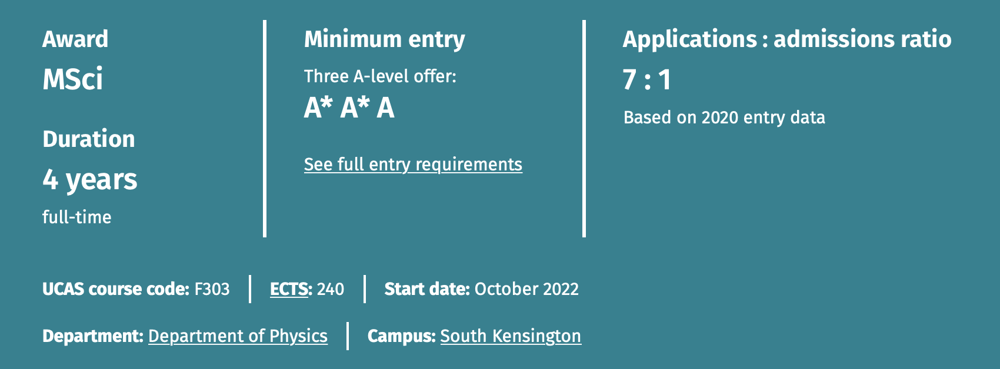 Award
MSci
Duration
4 years
full-time
Minimum entry
Three A-level offer:
A* A* A
See full entry requirements
Applications : admissions ratio
7 : 1
Based on 2020 entry data
UCAS course code: F303
ECTS: 240
Start date: October 2022
Department: Department of Physics
Campus: South Kensington